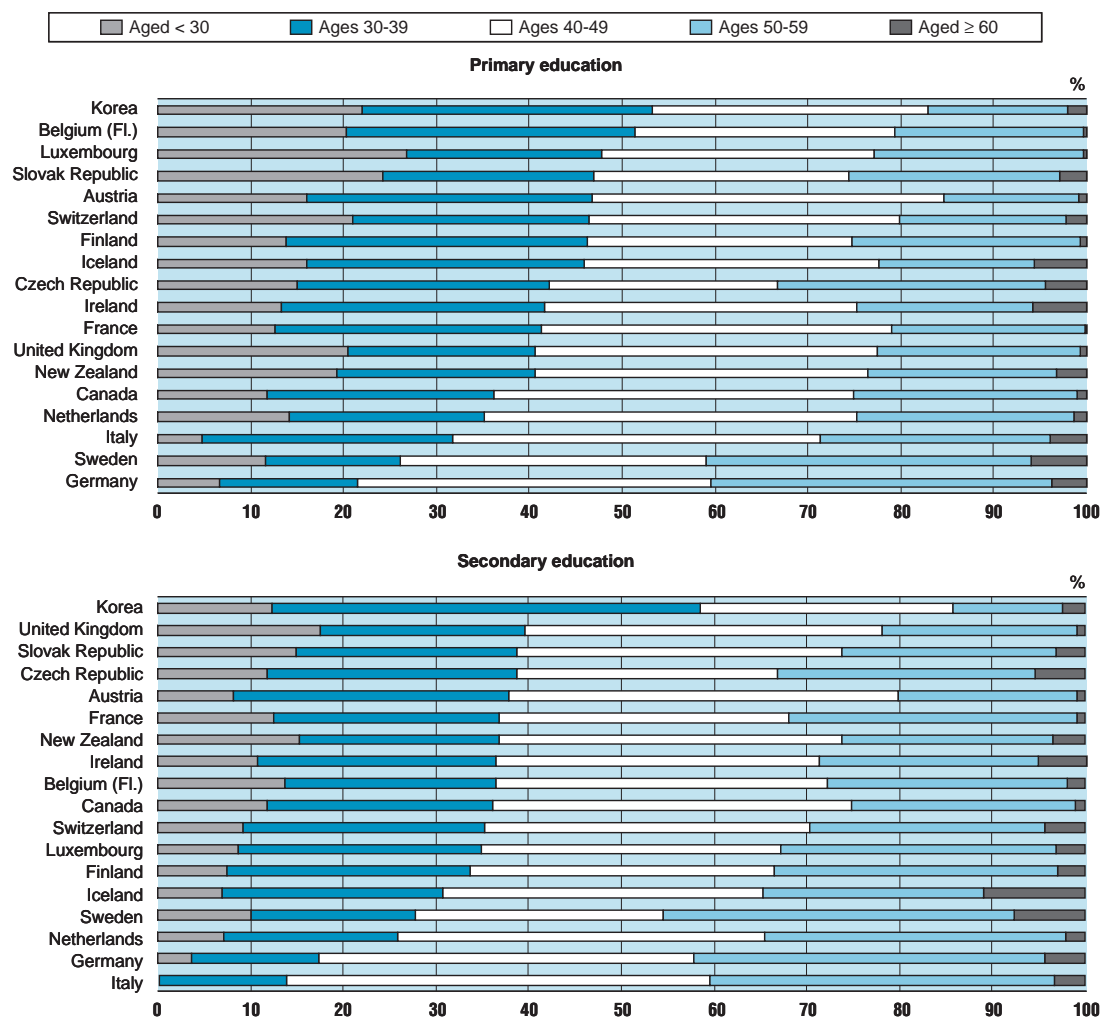 Aged < 30 Ages 30-39 Ages 40-49 Ages 50-59 Aged ≥ 60
Primary education
%
Korea
Belgium (Fl.)
Luxembourg
Slovak Republic
Austria
Switzerland
Finland
Iceland
Czech Republic
Ireland
France
United Kingdom
New Zealand
Canada
Netherlands
Italy
Sweden
Germany
0 10 20 30 40 50 60 70 80 90 100
Secondary education
%
Korea
United Kingdom
Slovak Republic
Czech Republic
Austria
France
New Zealand
Ireland
Belgium (Fl.)
Canada
Switzerland
Luxembourg
Finland
Iceland
Sweden
Netherlands
Germany
Italy
0 10 20 30 40 50 60 70 80 90 100